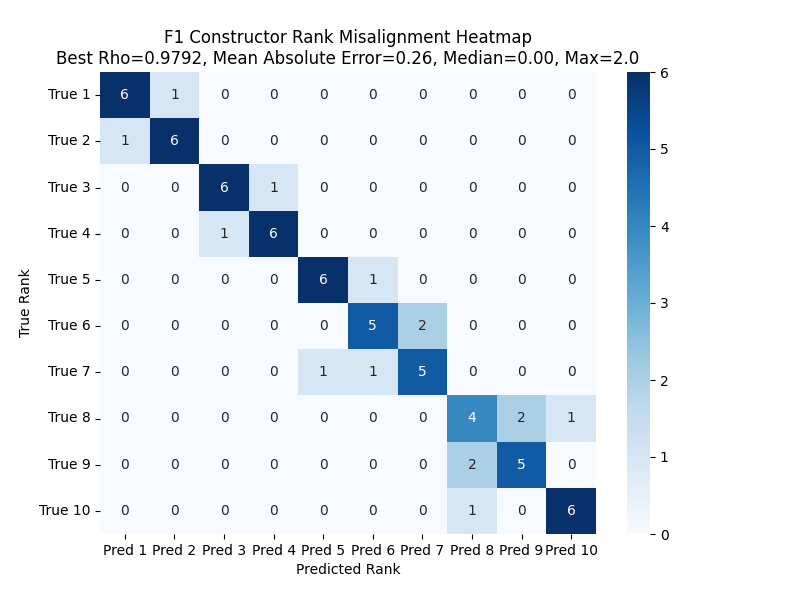 F1 Constructor Rank Misalignment Heatmap
Best Rho=0.9792, Mean Absolute Error=0.26, Median=0.00, Max=2.0
True Rank
True 1 6 1 0 0 0 0 0 0 0 0
True 2 1 6 0 0 0 0 0 0 0 0
True 3 0 0 6 1 0 0 0 0 0 0
True 4 0 0 1 6 0 0 0 0 0 0
True 5 0 0 0 0 6 1 0 0 0 0
True 6 0 0 0 0 0 5 2 0 0 0
True 7 0 0 0 0 1 1 5 0 0 0
True 8 0 0 0 0 0 0 0 4 2 1
True 9 0 0 0 0 0 0 0 2 5 0
True 10 0 0 0 0 0 0 0 1 0 6
Pred 1 Pred 2 Pred 3 Pred 4 Pred 5 Pred 6 Pred 7 Pred 8 Pred 9 Pred 10
Predicted Rank
6
5
4
3
2
1
0